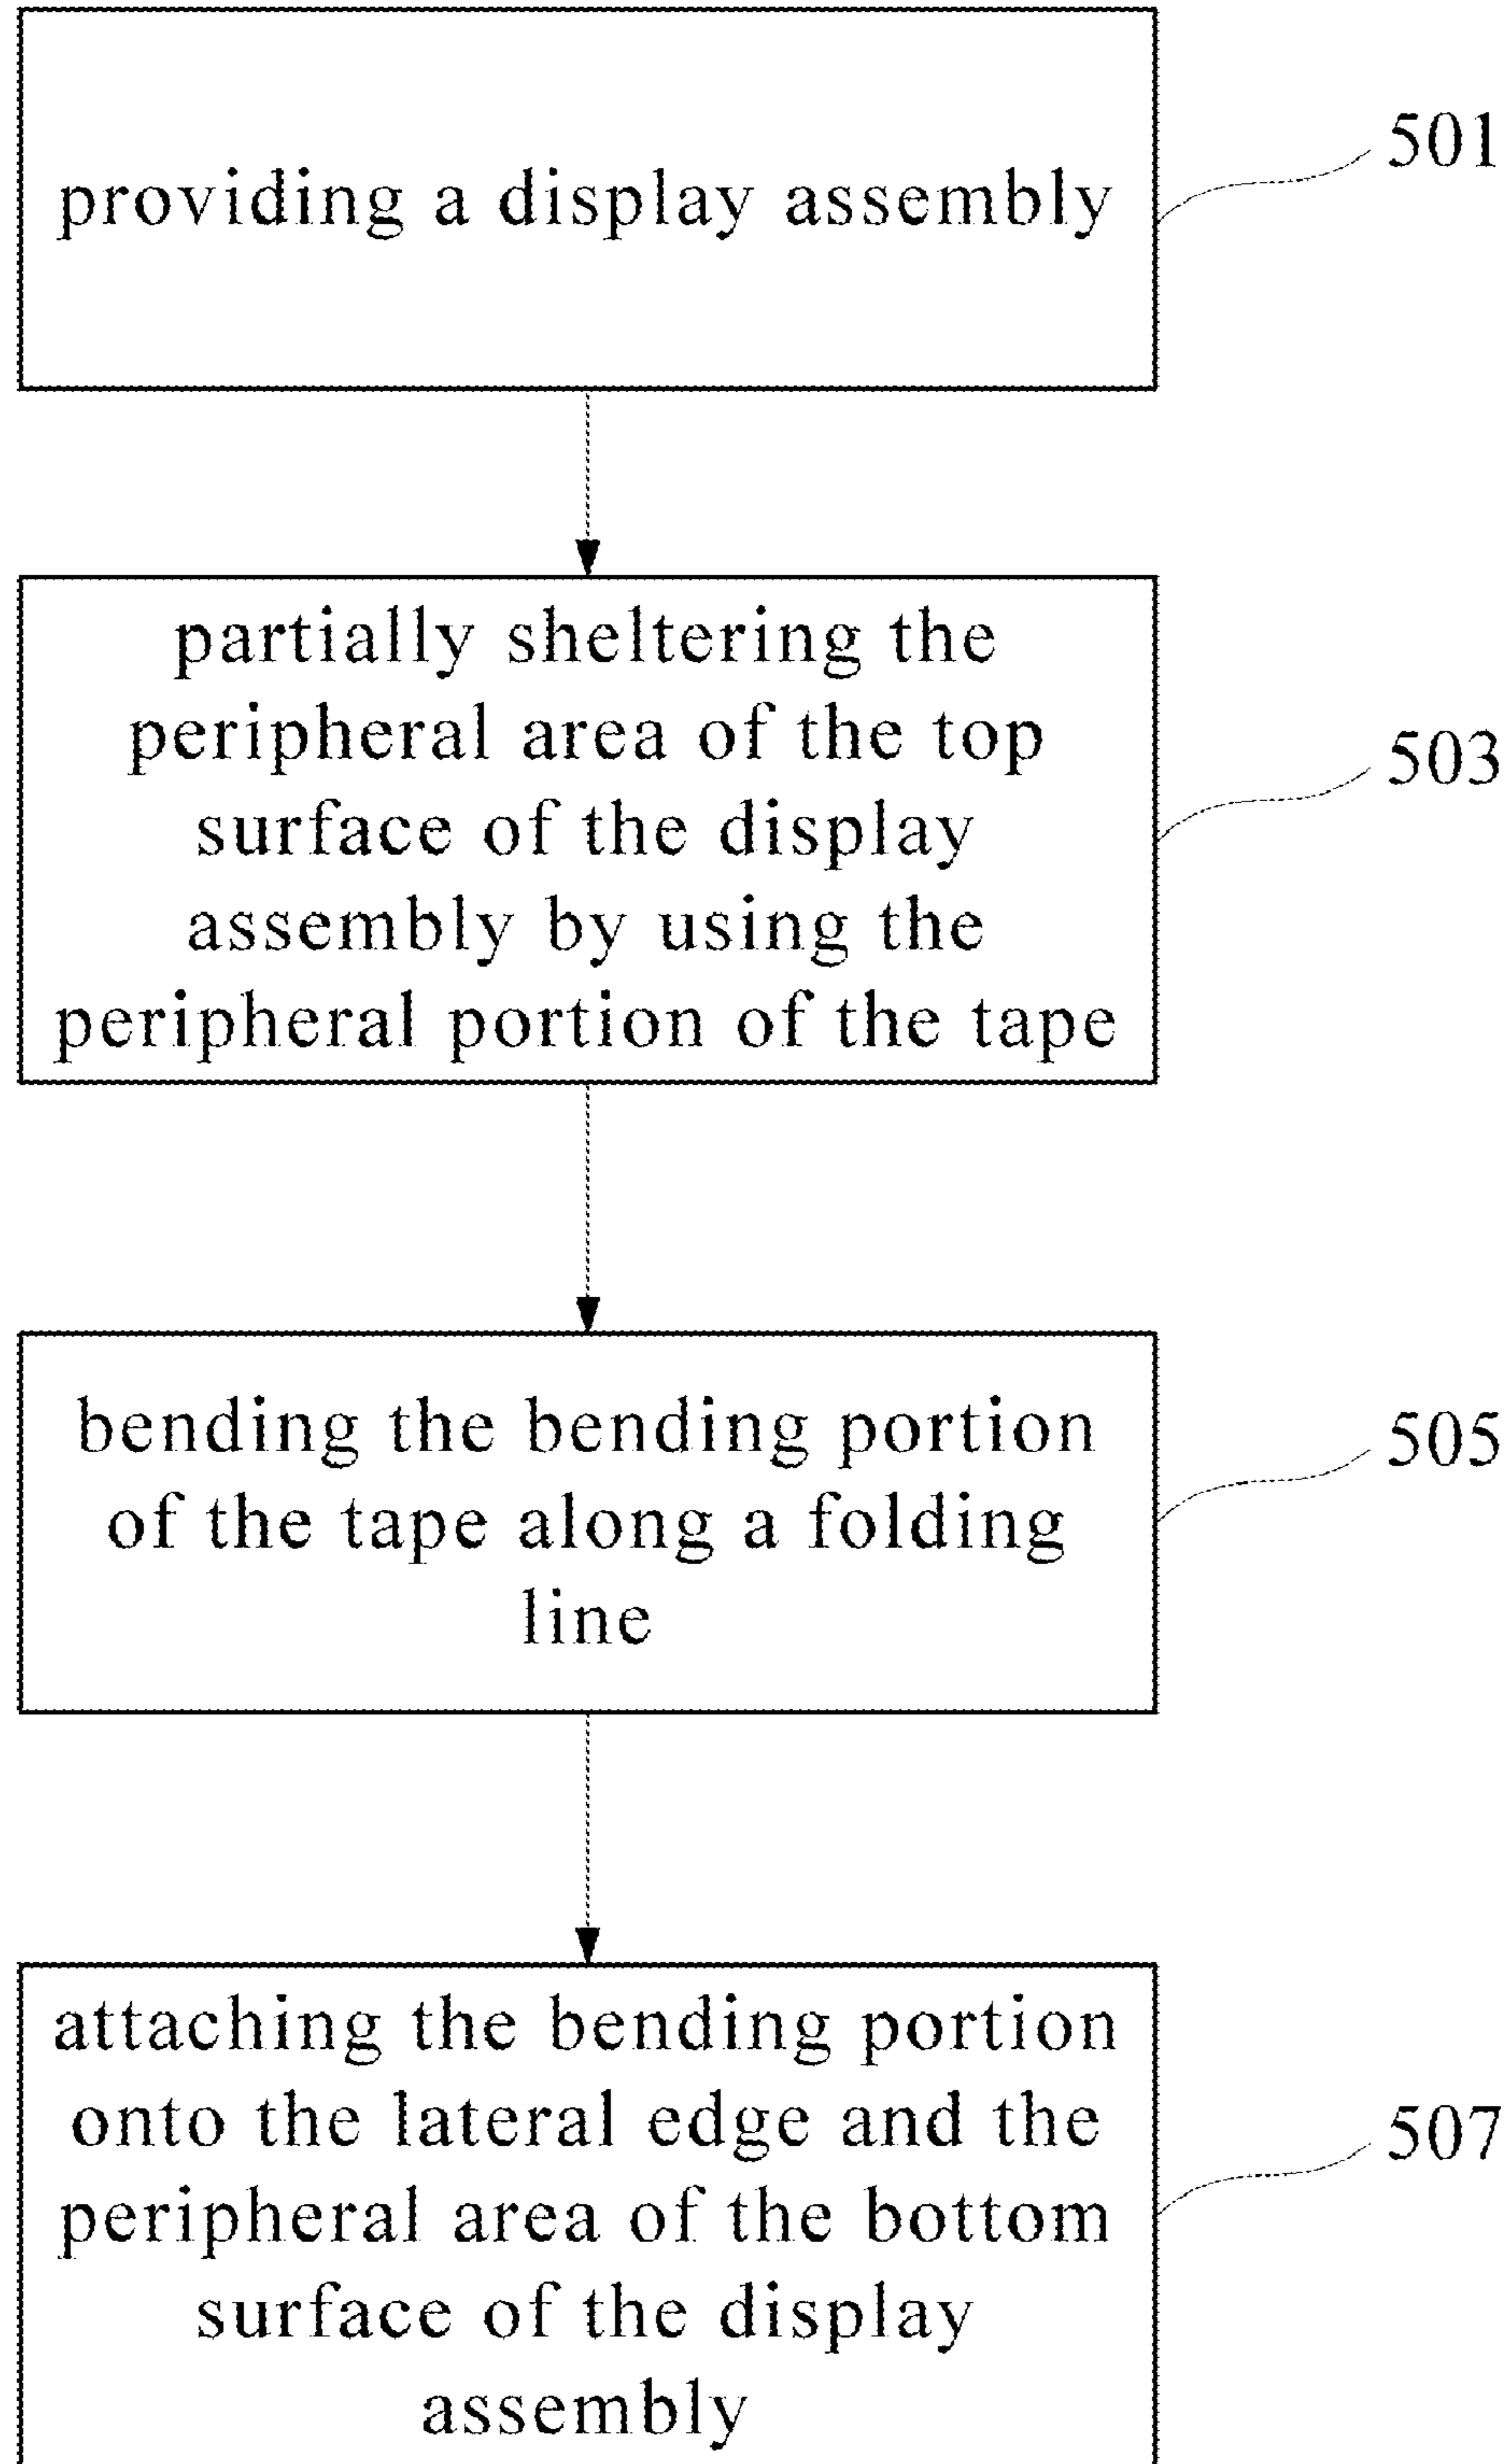 providing a display assembly
501
partially sheltering the
peripheral area of the top
surface of the display
assembly by using the
peripheral portion of the tape
503
bending the bending portion
of the tape along a folding
line
505
attaching the bending portion
onto the lateral edge and the
peripheral area of the bottom
surface of the display
assembly
507